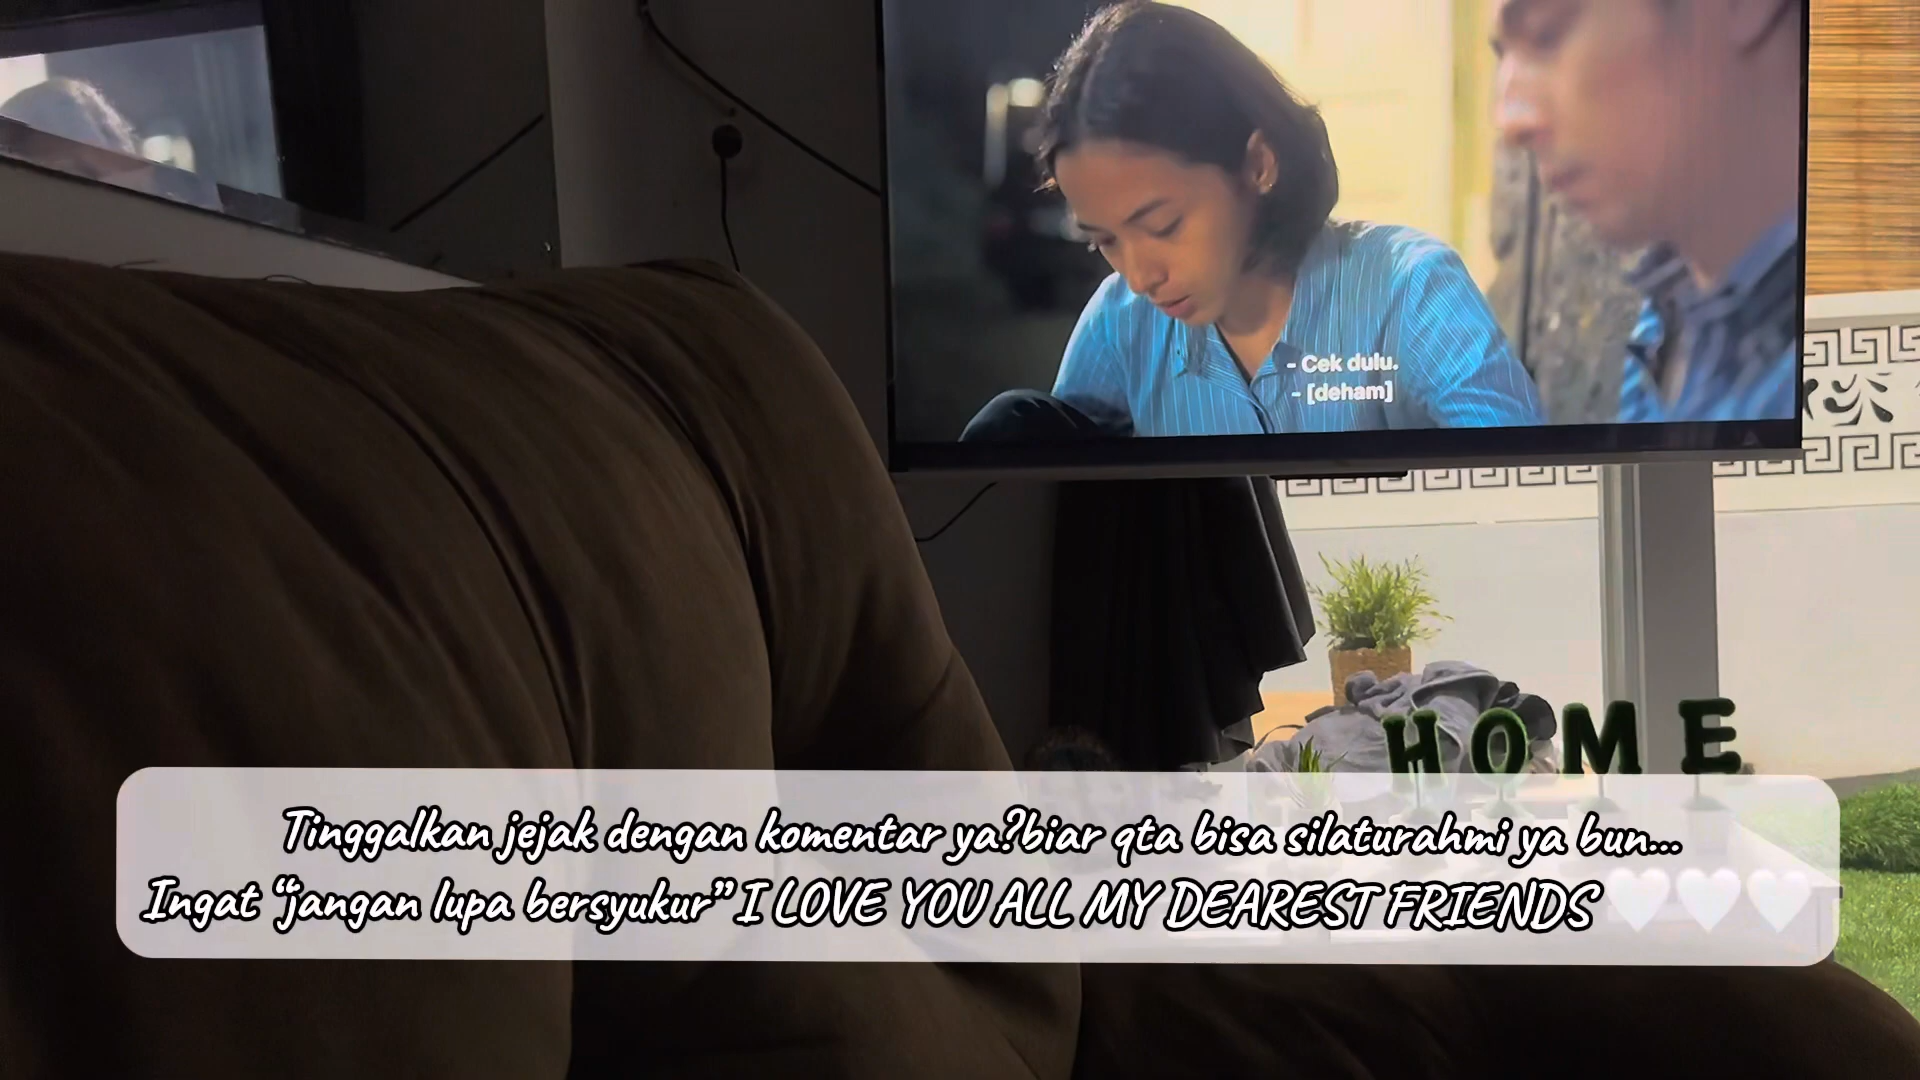 - Cek dulu.
- [deham]
HOME
Tinggalkan jejak dengan komentar ya?biar qta bisa silaturahmi ya bun...
Ingat “jangan lupa bersyukur” I LOVE YOU ALL MY DEAREST FRIENDS 🤍🤍🤍